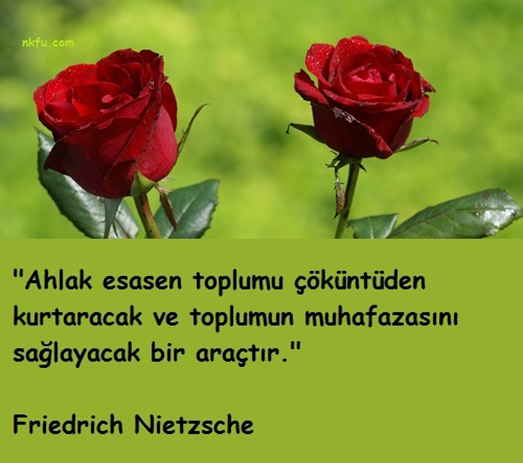 nkfu.com
"Ahlak esasen toplumu çöküntüden
kurtaracak ve toplumun muhafazasını
sağlayacak bir araçtır."
Friedrich Nietzsche